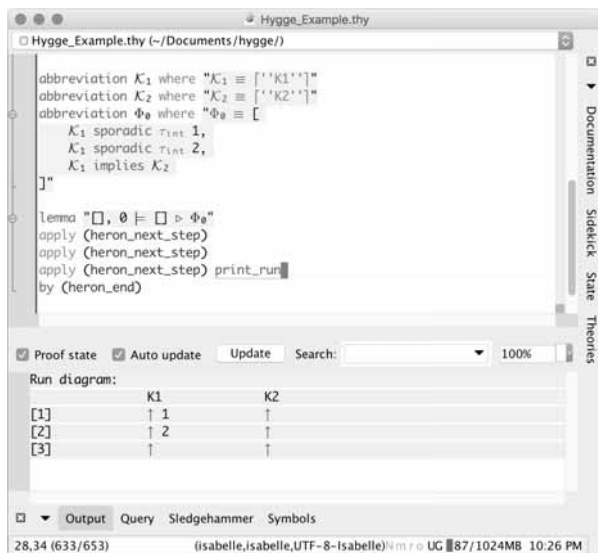 Hygge_Example.thy
Hygge_Example.thy (~/Documents/hygge/)
abbreviation 𝒦₁ where "𝒦₁ ≡ [''K1'']"
abbreviation 𝒦₂ where "𝒦₂ ≡ [''K2'']"
abbreviation Φ₀ where "Φ₀ ≡ [
𝒦₁ sporadic τᵢₙₜ 1,
𝒦₁ sporadic τᵢₙₜ 2,
𝒦₁ implies 𝒦₂
]"
lemma "[], 0 ⊨ [] ▹ Φ₀"
apply (heron_next_step)
apply (heron_next_step)
apply (heron_next_step) print_run
by (heron_end)
Documentation
Sidekick
State
Theories
Proof state Auto update Update Search: 100%
Run diagram:
K1 K2
[1] ↑ 1 ↑
[2] ↑ 2 ↑
[3] ↑ ↑
Output Query Sledgehammer Symbols
28,34 (633/653) (isabelle,isabelle,UTF-8-Isabelle) N m r o UG 87/1024MB 10:26 PM